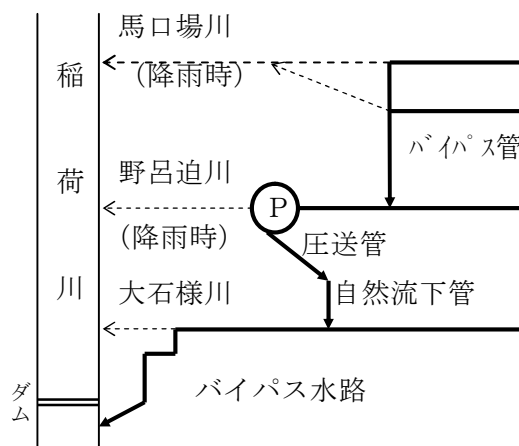 馬口場川
(降雨時)
稲荷川
バイパス管
野呂迫川
P
(降雨時)
圧送管
自然流下管
大石様川
バイパス水路
ダム